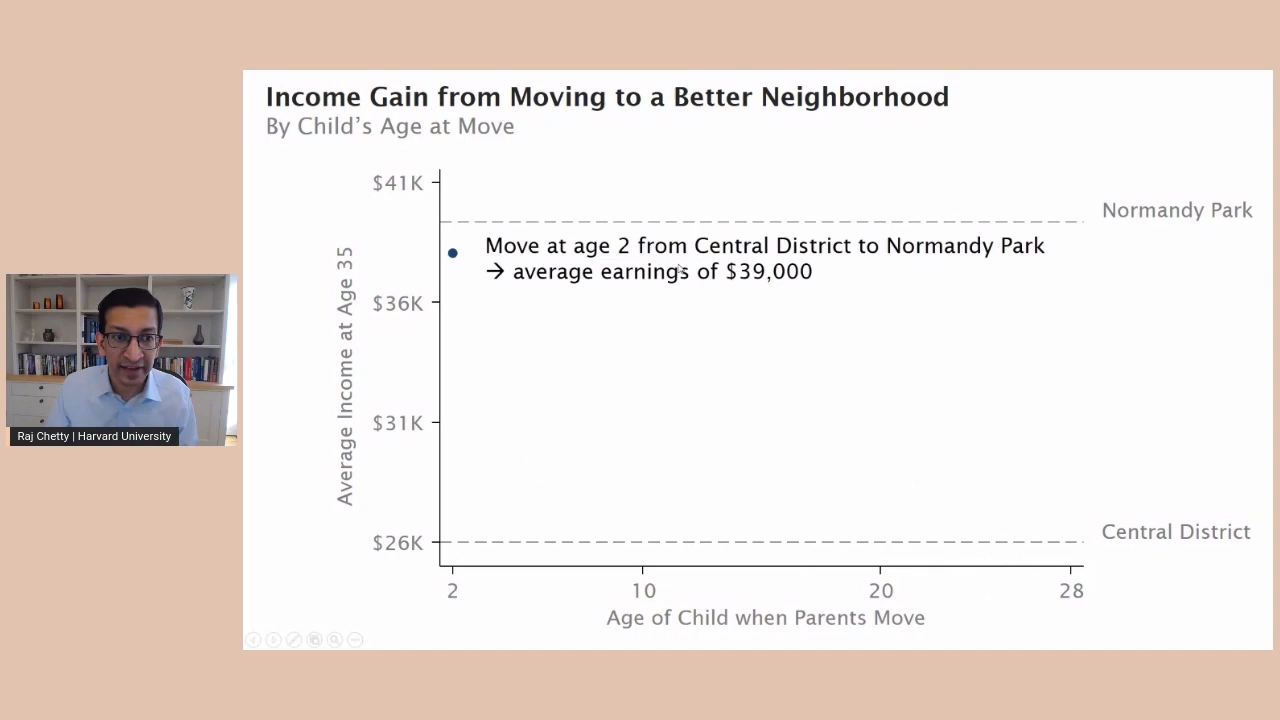 Income Gain from Moving to a Better Neighborhood
By Child's Age at Move
$41K
Normandy Park
Move at age 2 from Central District to Normandy Park
→ average earnings of $39,000
Average Income at Age 35
$36K
$31K
Raj Chetty | Harvard University
Central District
$26K
2 10 20 28
Age of Child when Parents Move